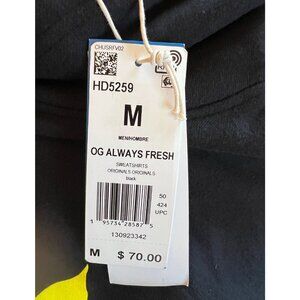 CHUSRFV02
HD5259
M
MEN/HOMBRE
OG ALWAYS FRESH
SWEATSHIRTS
ORIGINALS ORIGINALS
black
50
424
UPC
1 95734 28587 5
130923342
M $ 70.00